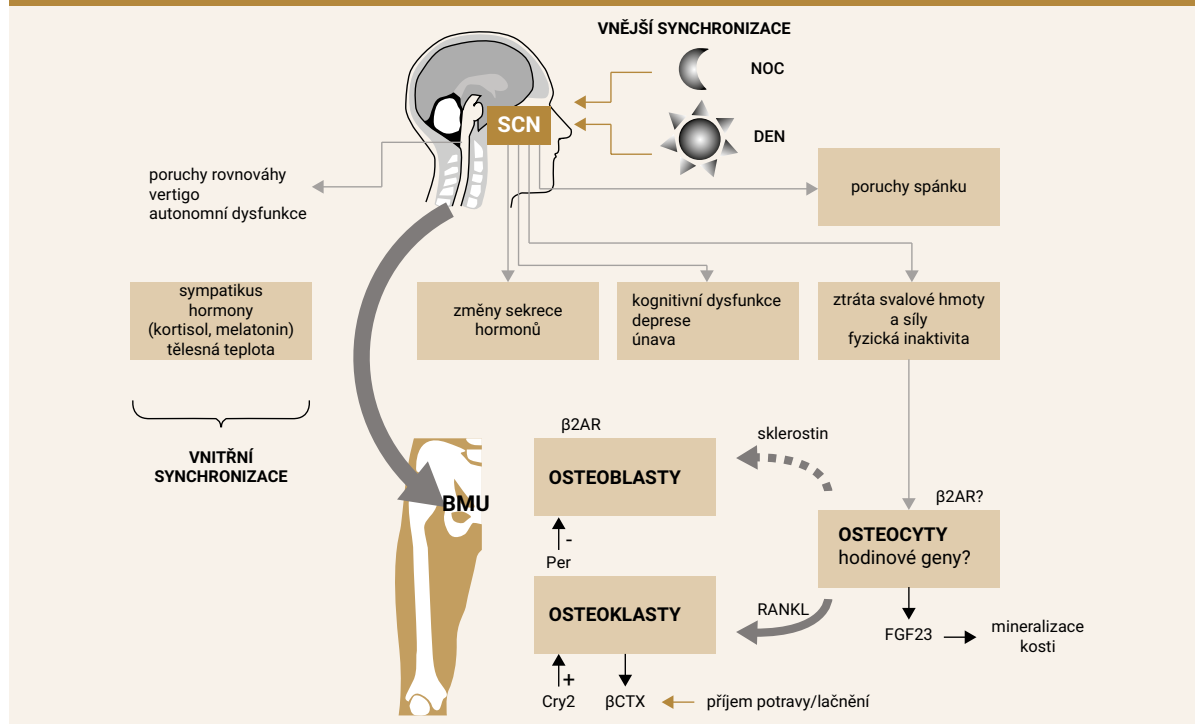 VNĚJŠÍ SYNCHRONIZACE
NOC
SCN
DEN
poruchy rovnováhy
vertigo
autonomní dysfunkce
poruchy spánku
sympatikus
hormony
(kortisol, melatonin)
tělesná teplota
změny sekrece
hormonů
kognitivní dysfunkce
deprese
únava
ztráta svalové hmoty
a síly
fyzická inaktivita
VNITŘNÍ
SYNCHRONIZACE
BMU
β2AR
OSTEOBLASTY
-
Per
sklerostin
β2AR?
OSTEOCYTY
hodinové geny?
OSTEOKLASTY
RANKL
FGF23
mineralizace
kosti
+
Cry2
βCTX
příjem potravy/lačnění